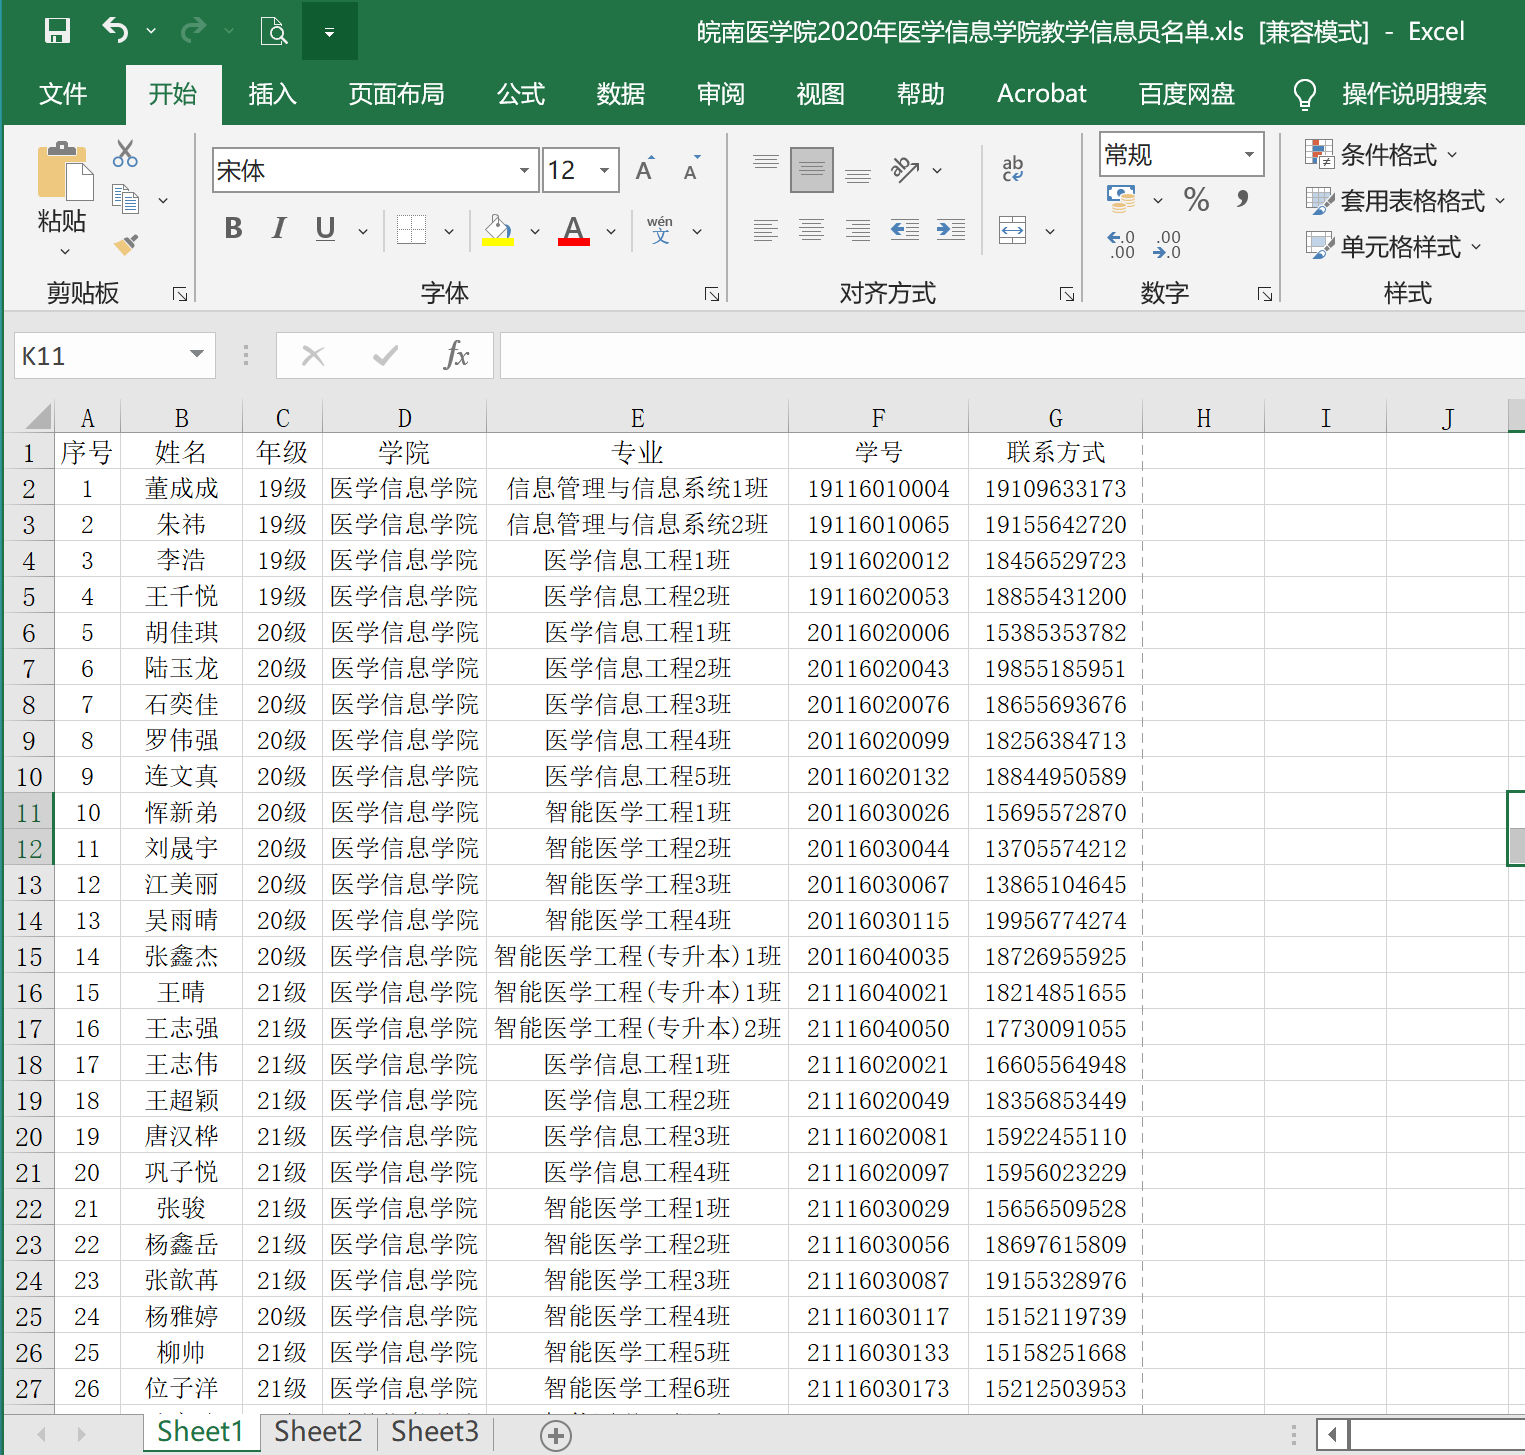 皖南医学院2020年医学信息学院教学信息员名单.xls [兼容模式] - Excel
文件 开始 插入 页面布局 公式 数据 审阅 视图 帮助 Acrobat 百度网盘 操作说明搜索
宋体 12 A A ab c 常规 条件格式
粘贴 B I U A wén 文 % , 套用表格格式
←.0 .00 .00 →.0 单元格样式
剪贴板 字体 对齐方式 数字 样式
K11 fx
A B C D E F G H I J
1 序号 姓名 年级 学院 专业 学号 联系方式
2 1 董成成 19级 医学信息学院 信息管理与信息系统1班 19116010004 19109633173
3 2 朱祎 19级 医学信息学院 信息管理与信息系统2班 19116010065 19155642720
4 3 李浩 19级 医学信息学院 医学信息工程1班 19116020012 18456529723
5 4 王千悦 19级 医学信息学院 医学信息工程2班 19116020053 18855431200
6 5 胡佳琪 20级 医学信息学院 医学信息工程1班 20116020006 15385353782
7 6 陆玉龙 20级 医学信息学院 医学信息工程2班 20116020043 19855185951
8 7 石奕佳 20级 医学信息学院 医学信息工程3班 20116020076 18655693676
9 8 罗伟强 20级 医学信息学院 医学信息工程4班 20116020099 18256384713
10 9 连文真 20级 医学信息学院 医学信息工程5班 20116020132 18844950589
11 10 恽新弟 20级 医学信息学院 智能医学工程1班 20116030026 15695572870
12 11 刘晟宇 20级 医学信息学院 智能医学工程2班 20116030044 13705574212
13 12 江美丽 20级 医学信息学院 智能医学工程3班 20116030067 13865104645
14 13 吴雨晴 20级 医学信息学院 智能医学工程4班 20116030115 19956774274
15 14 张鑫杰 20级 医学信息学院 智能医学工程(专升本)1班 20116040035 18726955925
16 15 王晴 21级 医学信息学院 智能医学工程(专升本)1班 21116040021 18214851655
17 16 王志强 21级 医学信息学院 智能医学工程(专升本)2班 21116040050 17730091055
18 17 王志伟 21级 医学信息学院 医学信息工程1班 21116020021 16605564948
19 18 王超颖 21级 医学信息学院 医学信息工程2班 21116020049 18356853449
20 19 唐汉桦 21级 医学信息学院 医学信息工程3班 21116020081 15922455110
21 20 巩子悦 21级 医学信息学院 医学信息工程4班 21116020097 15956023229
22 21 张骏 21级 医学信息学院 智能医学工程1班 21116030029 15656509528
23 22 杨鑫岳 21级 医学信息学院 智能医学工程2班 21116030056 18697615809
24 23 张歆苒 21级 医学信息学院 智能医学工程3班 21116030087 19155328976
25 24 杨雅婷 20级 医学信息学院 智能医学工程4班 21116030117 15152119739
26 25 柳帅 21级 医学信息学院 智能医学工程5班 21116030133 15158251668
27 26 位子洋 21级 医学信息学院 智能医学工程6班 21116030173 15212503953
Sheet1 Sheet2 Sheet3